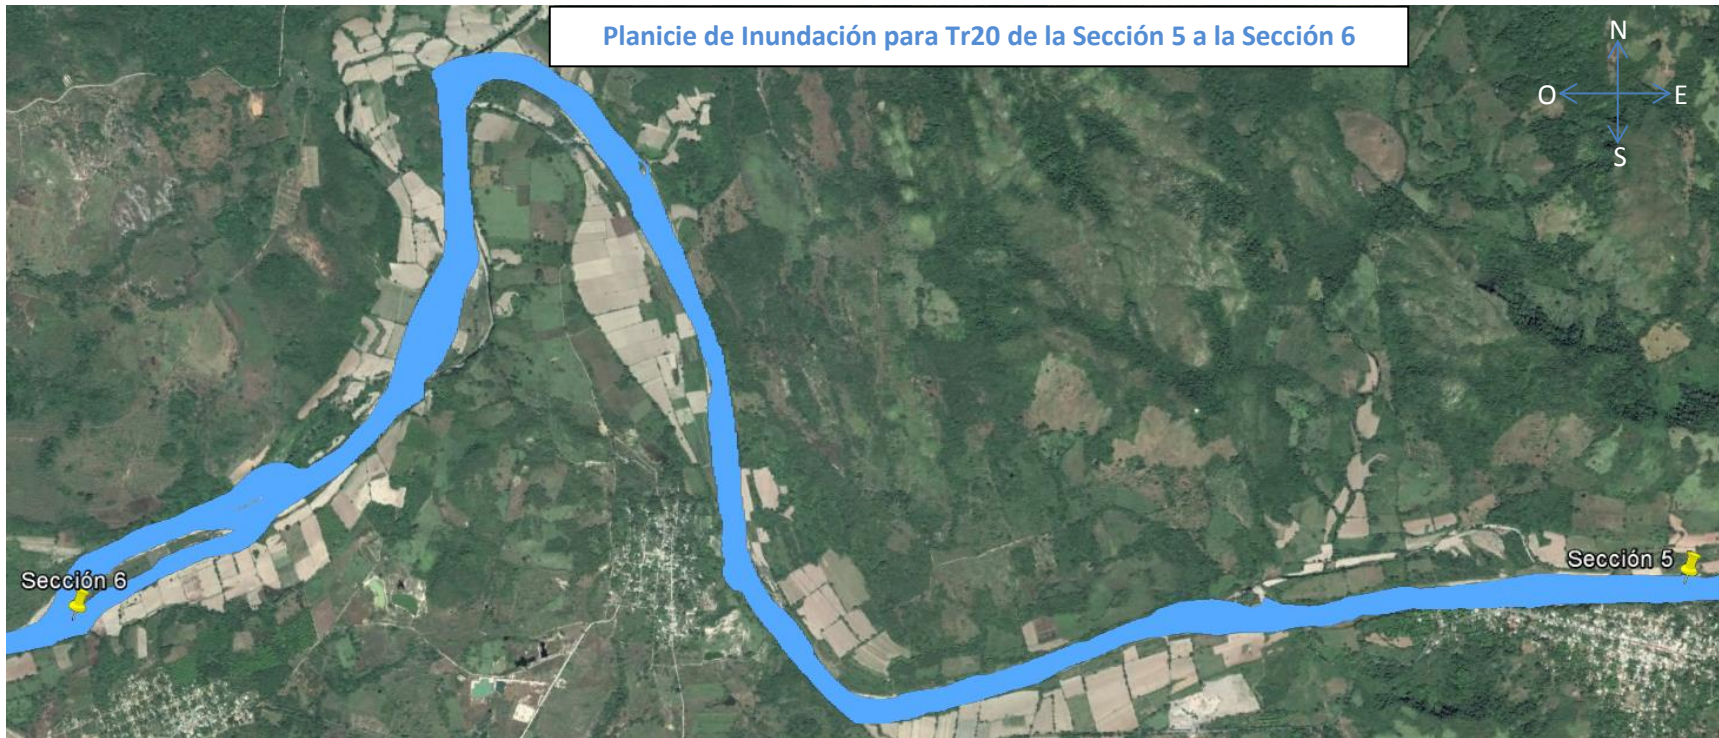 Planicie de Inundación para Tr20 de la Sección 5 a la Sección 6
N
O E
S
Sección 5
Sección 6